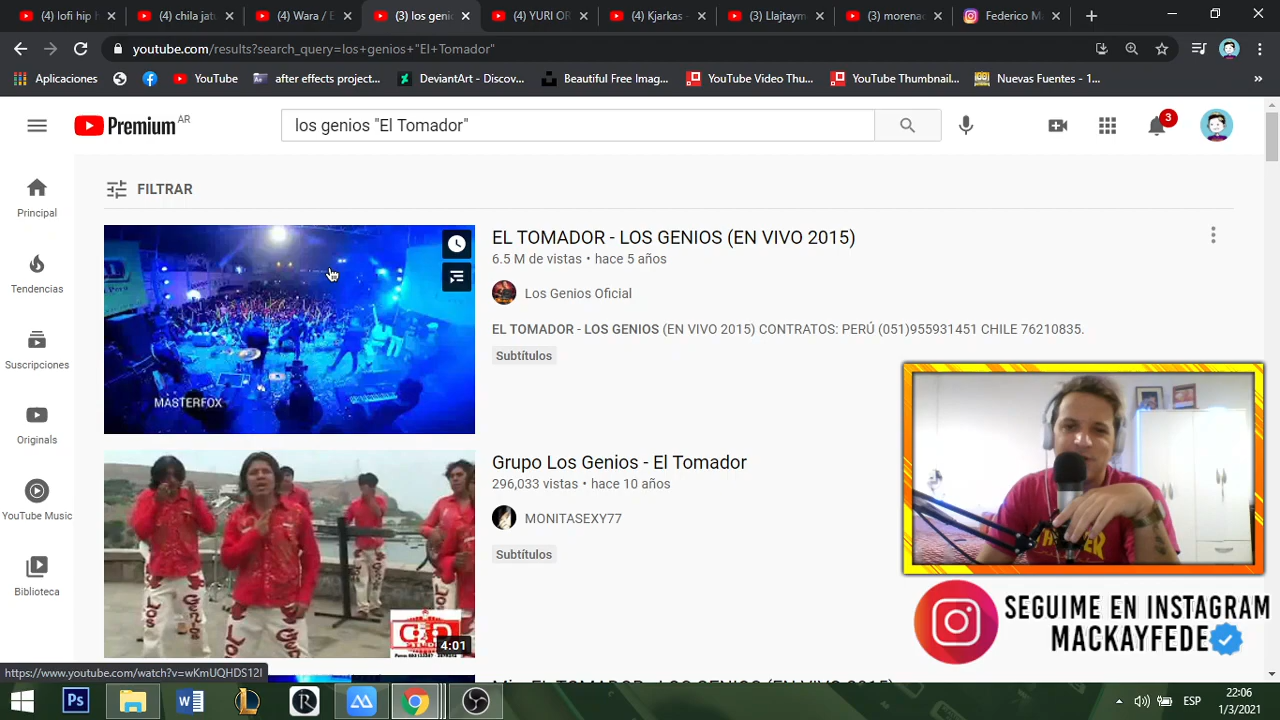 (4) lofi hip h
(4) chila jatu
(4) Wara / E
(3) los genio
(4) YURI OR
(4) Kjarkas -
(3) Llajtaym
(3) morenad
Federico M
youtube.com/results?search_query=los+genios+"El+Tomador"
Aplicaciones
YouTube
after effects project...
DeviantArt - Discov...
Beautiful Free Imag...
YouTube Video Thu...
YouTube Thumbnail...
Nuevas Fuentes - 1...
»
Premium AR
los genios "El Tomador"
3
FILTRAR
Principal
Tendencias
Suscripciones
Originals
YouTube Music
Biblioteca
MASTERFOX
EL TOMADOR - LOS GENIOS (EN VIVO 2015)
6.5 M de vistas • hace 5 años
Los Genios Oficial
EL TOMADOR - LOS GENIOS (EN VIVO 2015) CONTRATOS: PERÚ (051)955931451 CHILE 76210835.
Subtítulos
4:01
Grupo Los Genios - El Tomador
296,033 vistas • hace 10 años
MONITASEXY77
Subtítulos
SEGUIME EN INSTAGRAM
MACKAYFEDE
https://www.youtube.com/watch?v=wKmUQHDS12I
Ps
W
R
ESP
22:06
1/3/2021